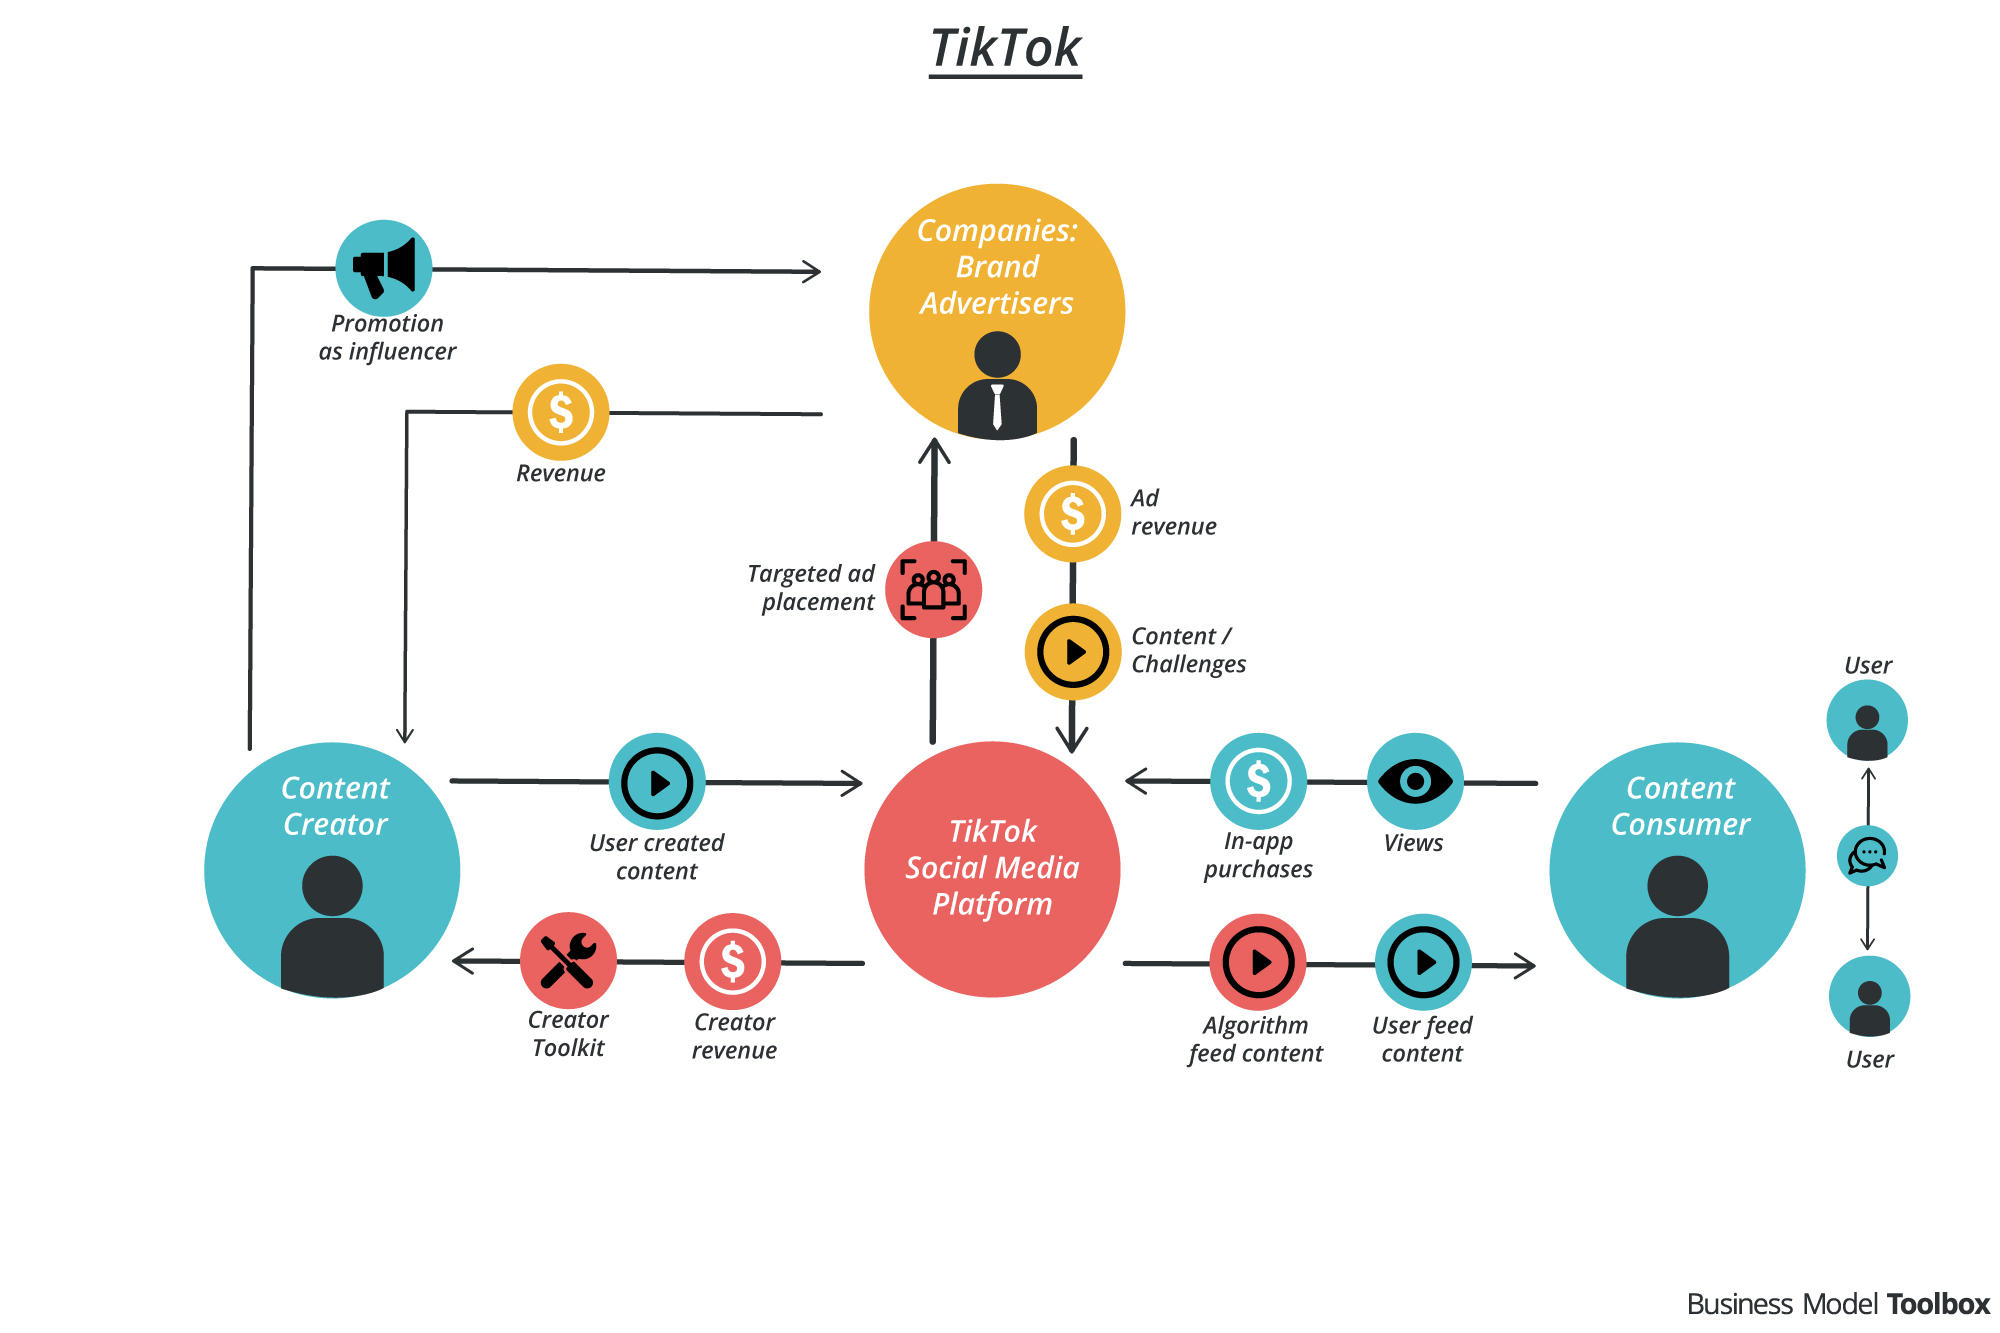 TikTok
Companies:
Brand
Advertisers
Promotion
as influencer
Revenue
Ad
revenue
Targeted ad
placement
Content /
Challenges
User
Content
Creator
User created
content
TikTok
Social Media
Platform
In-app
purchases
Views
Content
Consumer
Creator
Toolkit
Creator
revenue
Algorithm
feed content
User feed
content
User
Business Model Toolbox